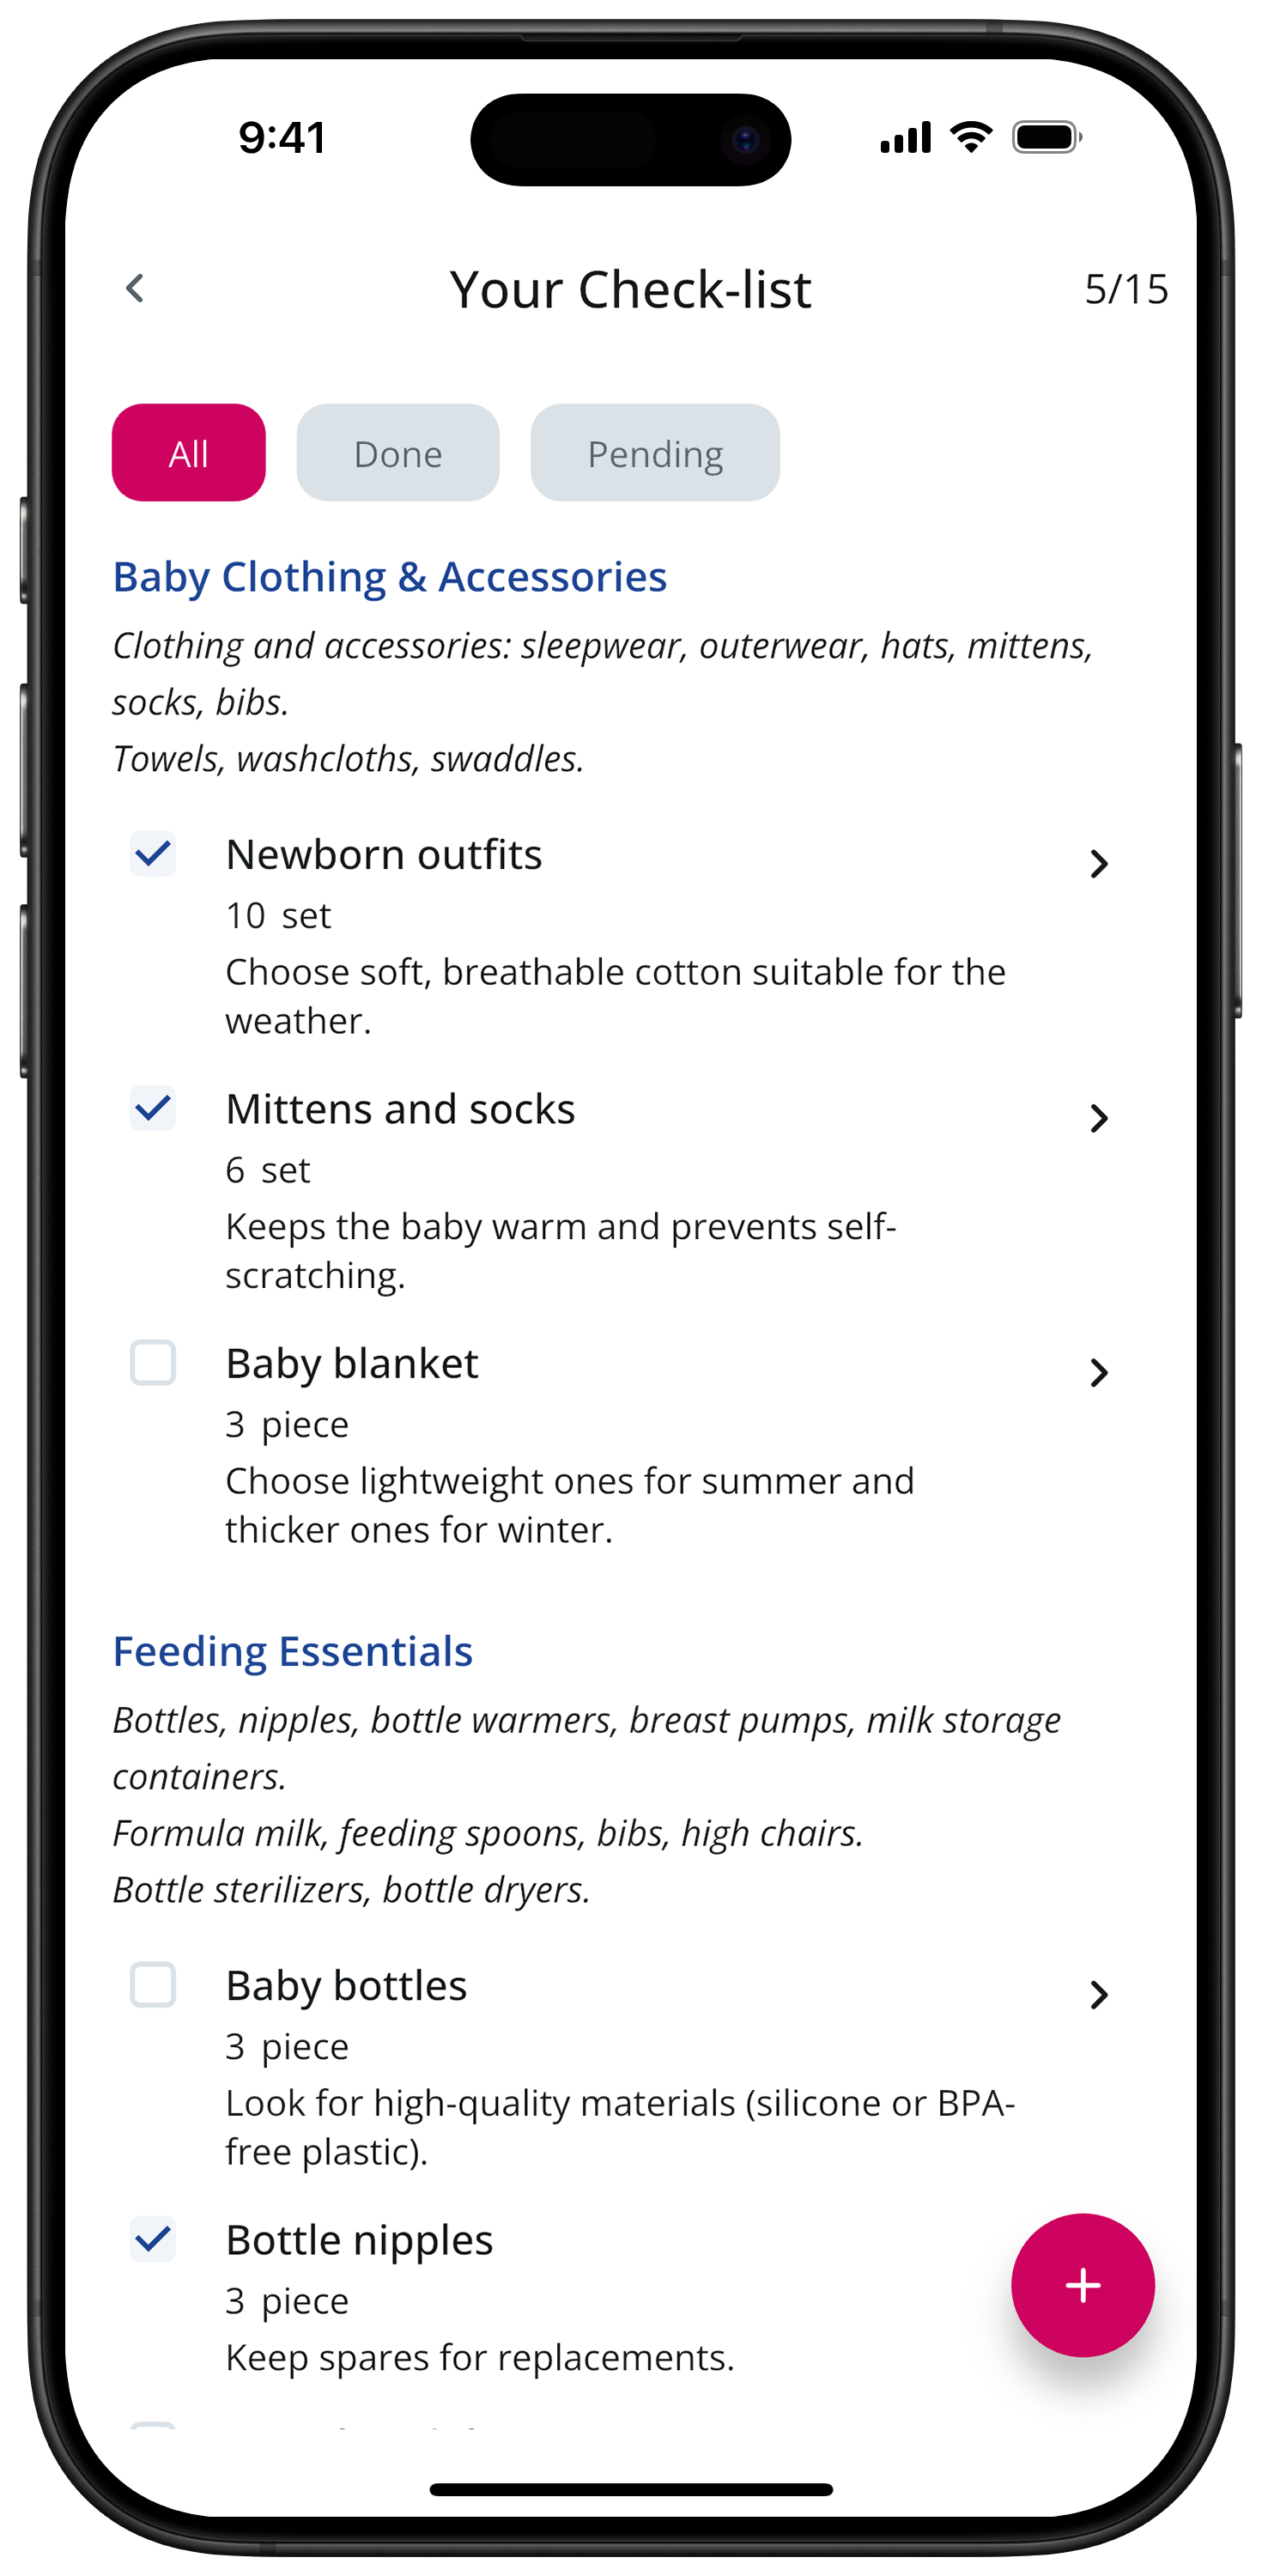 9:41
Your Check-list
5/15
All
Done
Pending
Baby Clothing & Accessories
Clothing and accessories: sleepwear, outerwear, hats, mittens,
socks, bibs.
Towels, washcloths, swaddles.
Newborn outfits
10 set
Choose soft, breathable cotton suitable for the
weather.
Mittens and socks
6 set
Keeps the baby warm and prevents self-
scratching.
Baby blanket
3 piece
Choose lightweight ones for summer and
thicker ones for winter.
Feeding Essentials
Bottles, nipples, bottle warmers, breast pumps, milk storage
containers.
Formula milk, feeding spoons, bibs, high chairs.
Bottle sterilizers, bottle dryers.
Baby bottles
3 piece
Look for high-quality materials (silicone or BPA-
free plastic).
Bottle nipples
3 piece
Keep spares for replacements.